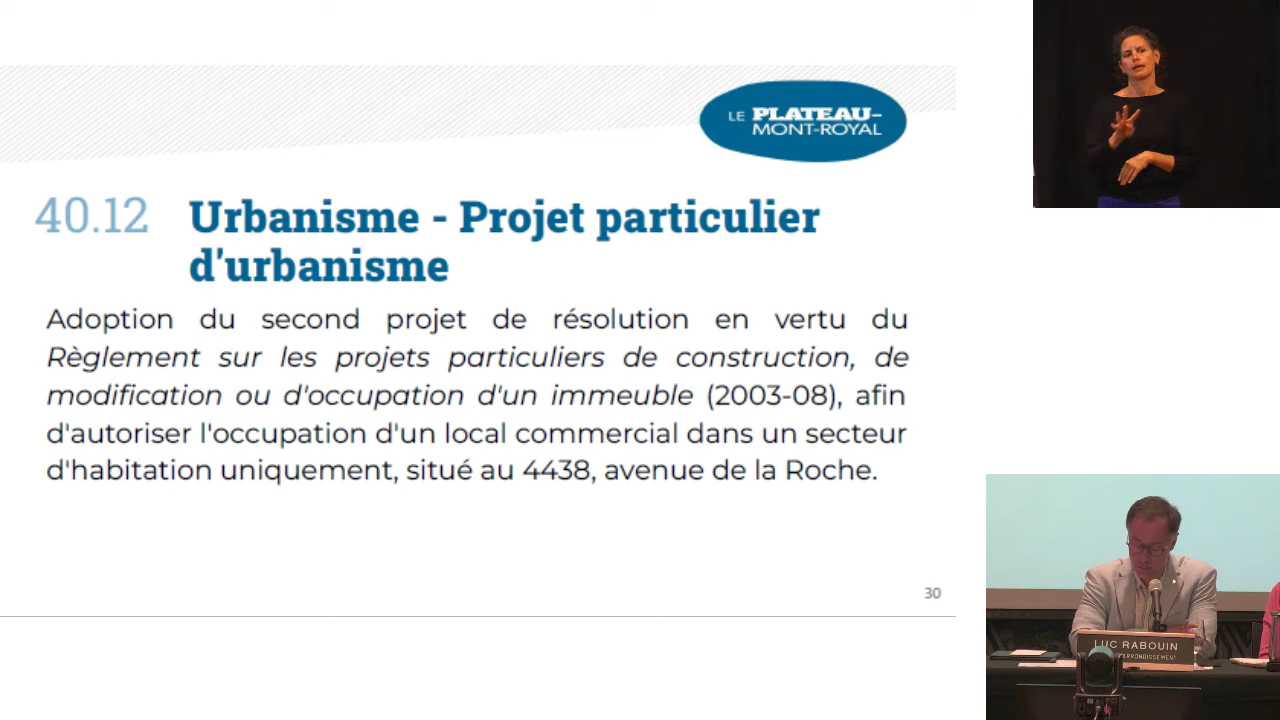 LE PLATEAU-
MONT-ROYAL
40.12 Urbanisme - Projet particulier
d'urbanisme
Adoption du second projet de résolution en vertu du
Règlement sur les projets particuliers de construction, de
modification ou d'occupation d'un immeuble (2003-08), afin
d'autoriser l'occupation d'un local commercial dans un secteur
d'habitation uniquement, situé au 4438, avenue de la Roche.
30
LUC RABOUIN
D'ARRONDISSEMENT